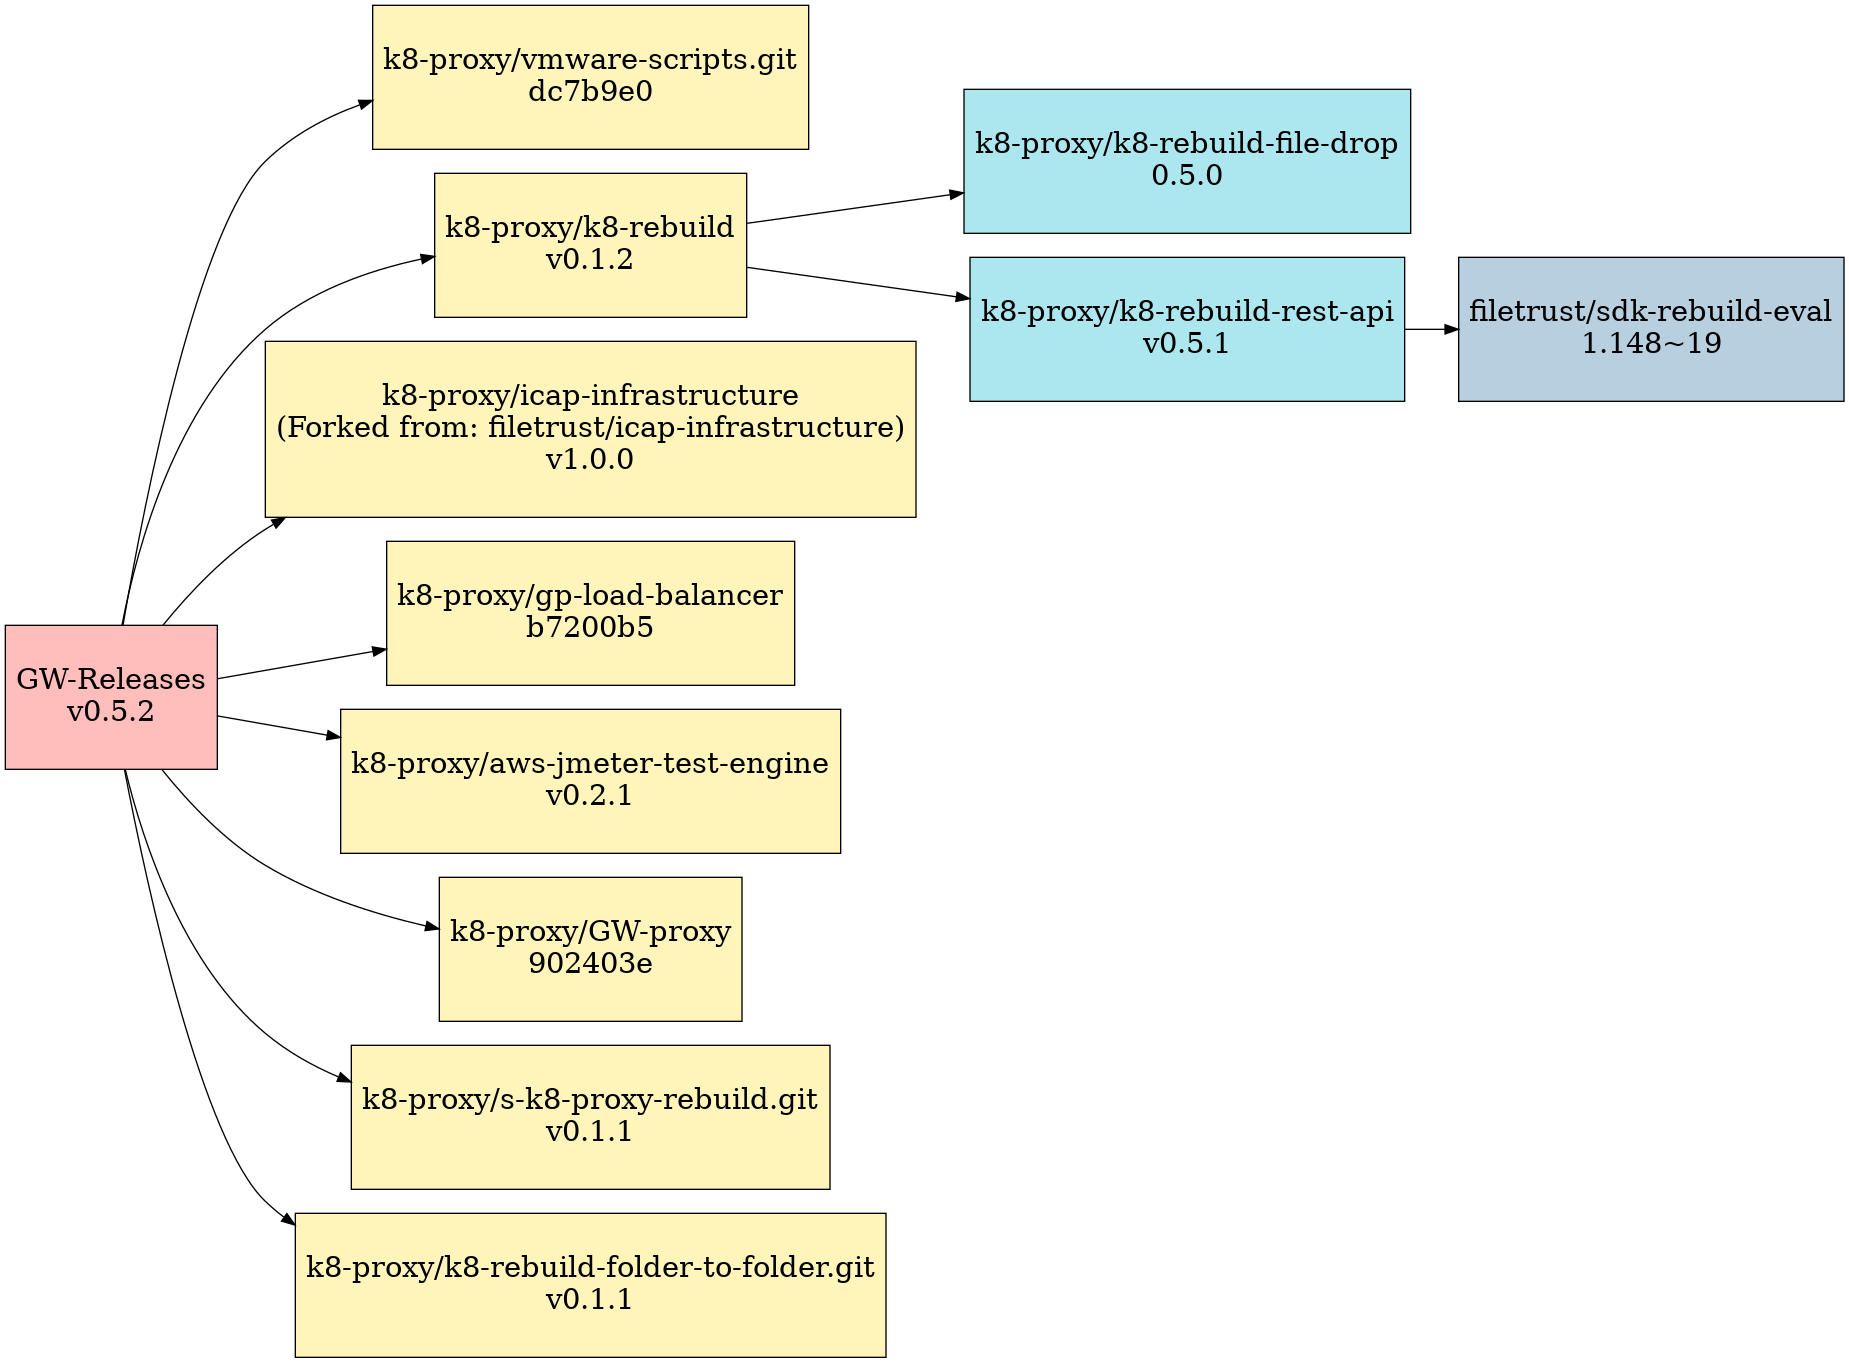 k8-proxy/vmware-scripts.git
dc7b9e0
k8-proxy/k8-rebuild-file-drop
0.5.0
k8-proxy/k8-rebuild
v0.1.2
k8-proxy/k8-rebuild-rest-api
v0.5.1
filetrust/sdk-rebuild-eval
1.148~19
k8-proxy/icap-infrastructure
(Forked from: filetrust/icap-infrastructure)
v1.0.0
k8-proxy/gp-load-balancer
b7200b5
GW-Releases
v0.5.2
k8-proxy/aws-jmeter-test-engine
v0.2.1
k8-proxy/GW-proxy
902403e
k8-proxy/s-k8-proxy-rebuild.git
v0.1.1
k8-proxy/k8-rebuild-folder-to-folder.git
v0.1.1